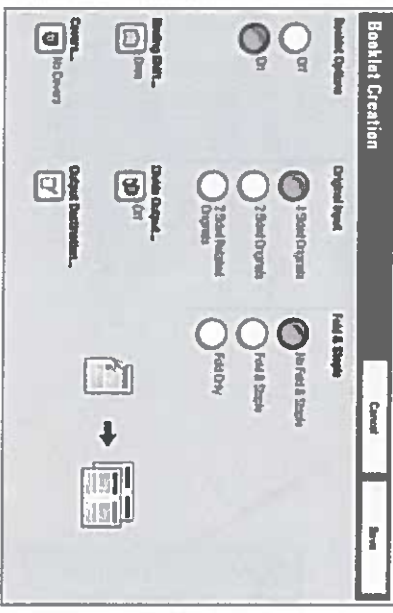 Booklet Creation
Cancel
Save
Booklet Options
Off
On
Original Input
1 Sided Originals
2 Sided Originals
2 Sided Rotated
Originals
Fold & Staple
No Fold & Staple
Fold & Staple
Fold Only
Binding Shift...
Divide Output...
Off
Covers...
No Covers
Output Destination...